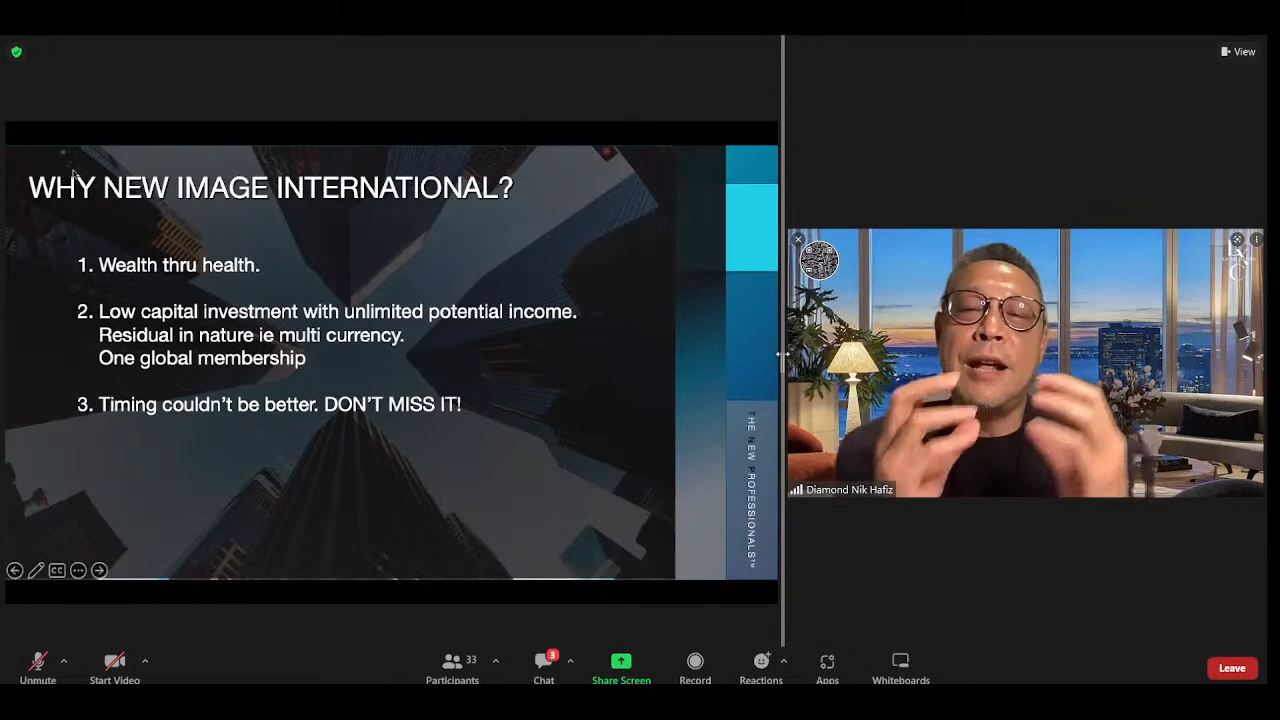 View
WHY NEW IMAGE INTERNATIONAL?
1. Wealth thru health.
2. Low capital investment with unlimited potential income.
Residual in nature ie multi currency.
One global membership
3. Timing couldn't be better. DON'T MISS IT!
THE NEW PROFESSIONALS™
CC
Diamond Nik Hafiz
Unmute
Start Video
33
Participants
3
Chat
Share Screen
Record
Reactions
Apps
Whiteboards
Leave